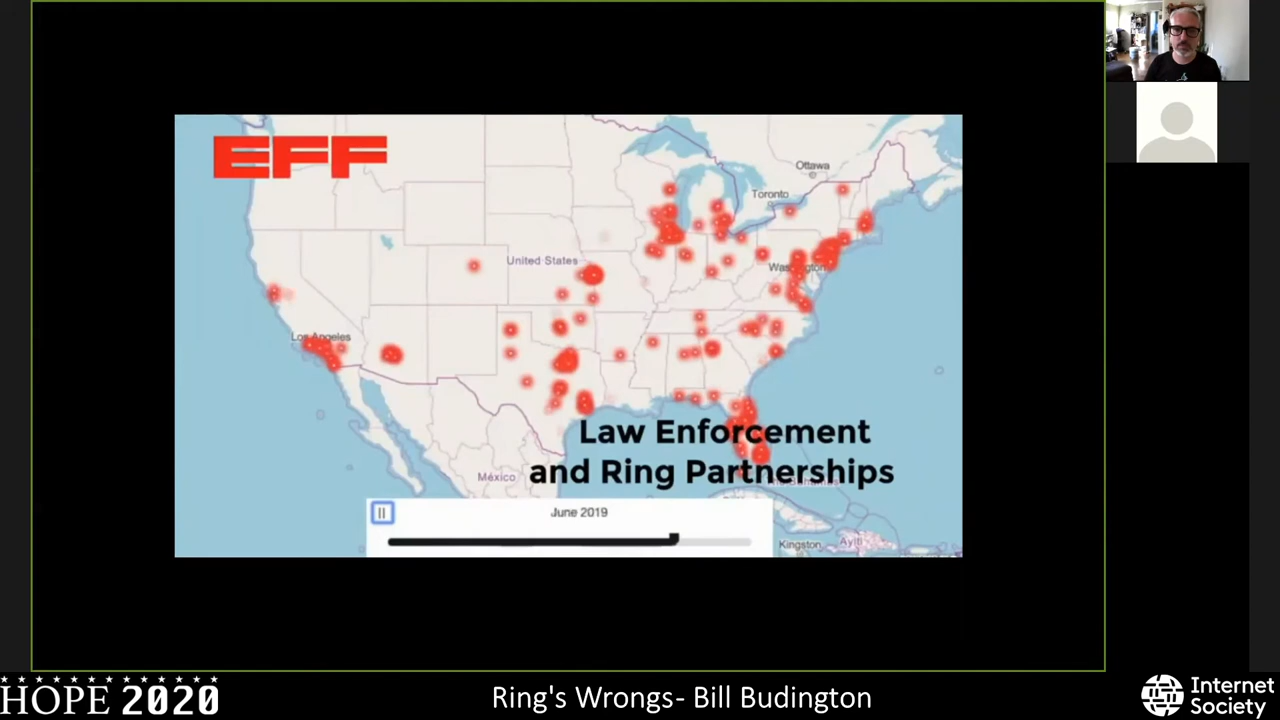 EFF
Ottawa
Toronto
United States
Washington
Los Angeles
Law Enforcement
and Ring Partnerships
México
June 2019
Kingston
Ayiti
HOPE 2020
Ring's Wrongs- Bill Budington
Internet
Society